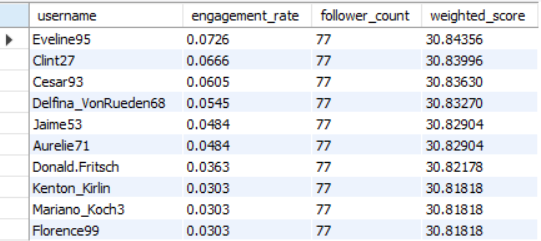 username engagement_rate follower_count weighted_score
Eveline95 0.0726 77 30.84356
Clint27 0.0666 77 30.83996
Cesar93 0.0605 77 30.83630
Delfina_VonRueden68 0.0545 77 30.83270
Jaime53 0.0484 77 30.82904
Aurelie71 0.0484 77 30.82904
Donald.Fritsch 0.0363 77 30.82178
Kenton_Kirlin 0.0303 77 30.81818
Mariano_Koch3 0.0303 77 30.81818
Florence99 0.0303 77 30.81818